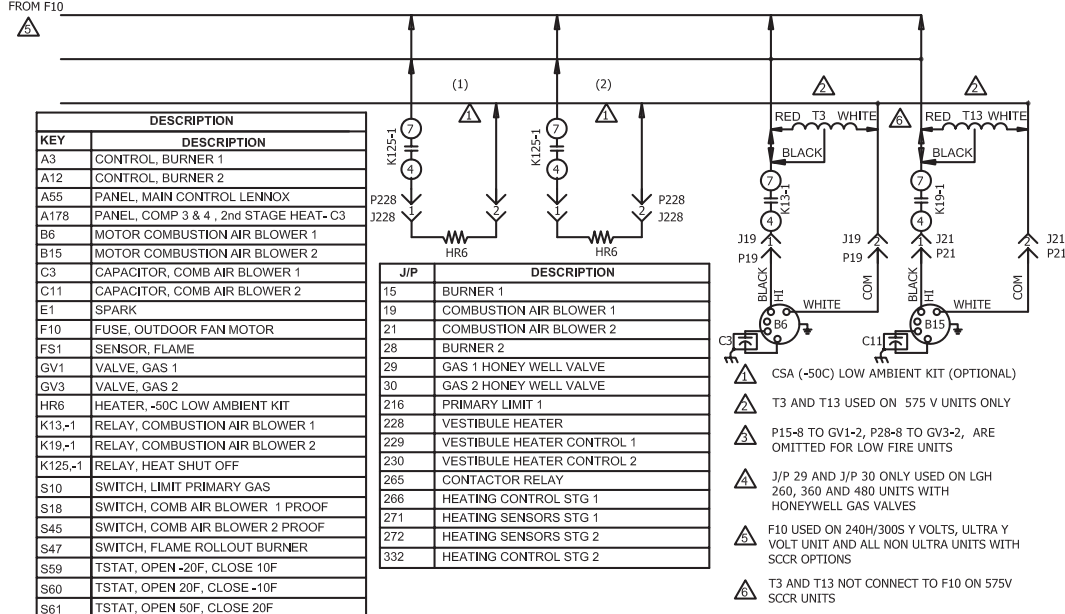 FROM F10
5
(1)
(2)
1
1
2
2
6
7
K125-1
4
P228
J228
1
2
HR6
7
K125-1
4
P228
J228
1
2
HR6
RED T3 WHITE
BLACK
7
K13-1
4
J19
1
P19
J19
2
P19
BLACK
HI
WHITE
COM
B6
C3
RED T13 WHITE
BLACK
7
K19-1
4
J21
1
P21
J21
2
P21
BLACK
HI
WHITE
COM
B15
C11
DESCRIPTION
KEY DESCRIPTION
A3 CONTROL, BURNER 1
A12 CONTROL, BURNER 2
A55 PANEL, MAIN CONTROL LENNOX
A178 PANEL, COMP 3 & 4 , 2nd STAGE HEAT- C3
B6 MOTOR COMBUSTION AIR BLOWER 1
B15 MOTOR COMBUSTION AIR BLOWER 2
C3 CAPACITOR, COMB AIR BLOWER 1
C11 CAPACITOR, COMB AIR BLOWER 2
E1 SPARK
F10 FUSE, OUTDOOR FAN MOTOR
FS1 SENSOR, FLAME
GV1 VALVE, GAS 1
GV3 VALVE, GAS 2
HR6 HEATER, -50C LOW AMBIENT KIT
K13,-1 RELAY, COMBUSTION AIR BLOWER 1
K19,-1 RELAY, COMBUSTION AIR BLOWER 2
K125,-1 RELAY, HEAT SHUT OFF
S10 SWITCH, LIMIT PRIMARY GAS
S18 SWITCH, COMB AIR BLOWER 1 PROOF
S45 SWITCH, COMB AIR BLOWER 2 PROOF
S47 SWITCH, FLAME ROLLOUT BURNER
S59 TSTAT, OPEN -20F, CLOSE 10F
S60 TSTAT, OPEN 20F, CLOSE -10F
S61 TSTAT, OPEN 50F, CLOSE 20F
J/P DESCRIPTION
15 BURNER 1
19 COMBUSTION AIR BLOWER 1
21 COMBUSTION AIR BLOWER 2
28 BURNER 2
29 GAS 1 HONEY WELL VALVE
30 GAS 2 HONEY WELL VALVE
216 PRIMARY LIMIT 1
228 VESTIBULE HEATER
229 VESTIBULE HEATER CONTROL 1
230 VESTIBULE HEATER CONTROL 2
265 CONTACTOR RELAY
266 HEATING CONTROL STG 1
271 HEATING SENSORS STG 1
272 HEATING SENSORS STG 2
332 HEATING CONTROL STG 2
1 CSA (-50C) LOW AMBIENT KIT (OPTIONAL)
2 T3 AND T13 USED ON 575 V UNITS ONLY
3 P15-8 TO GV1-2, P28-8 TO GV3-2, ARE
OMITTED FOR LOW FIRE UNITS
4 J/P 29 AND J/P 30 ONLY USED ON LGH
260, 360 AND 480 UNITS WITH
HONEYWELL GAS VALVES
5 F10 USED ON 240H/300S Y VOLTS, ULTRA Y
VOLT UNIT AND ALL NON ULTRA UNITS WITH
SCCR OPTIONS
6 T3 AND T13 NOT CONNECT TO F10 ON 575V
SCCR UNITS